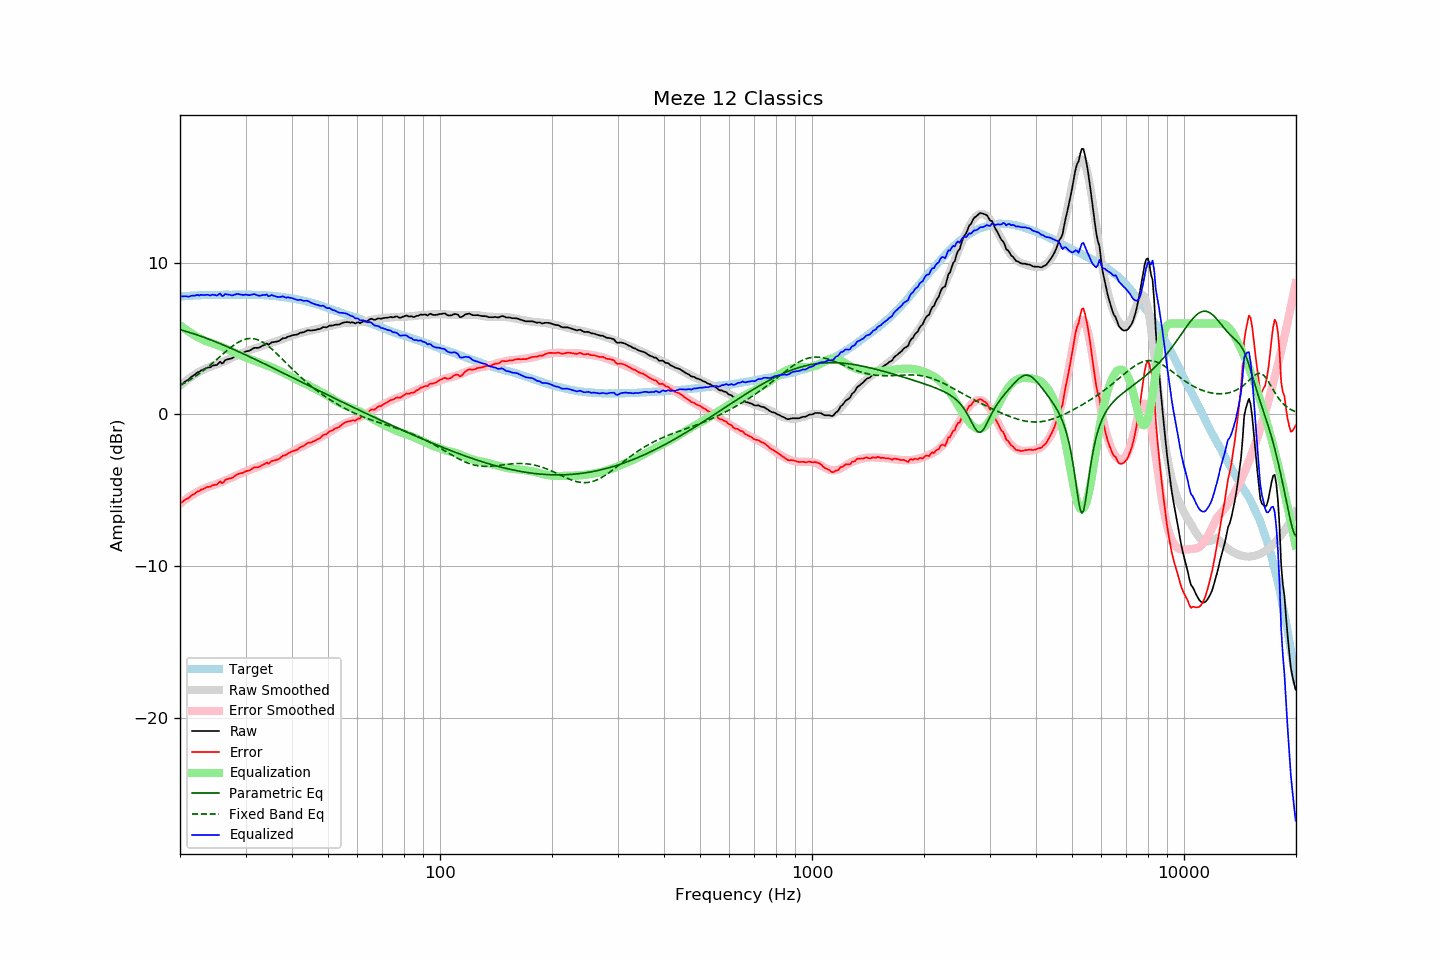 Meze 12 Classics
Amplitude (dBr)
10
0
−10
−20
Target
Raw Smoothed
Error Smoothed
Raw
Error
Equalization
Parametric Eq
Fixed Band Eq
Equalized
100
1000
10000
Frequency (Hz)